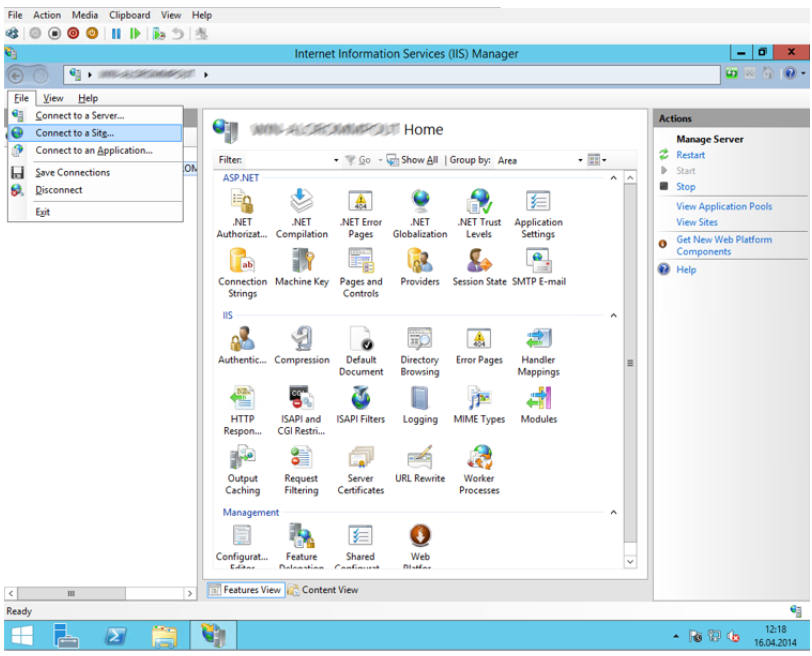 File Action Media Clipboard View Help
Internet Information Services (IIS) Manager
File View Help
Connect to a Server...
Connect to a Site...
Connect to an Application...
Save Connections
Disconnect
Exit
Home
Filter: Go Show All Group by: Area
ASP.NET
.NET Authorizat...
.NET Compilation
.NET Error Pages
.NET Globalization
.NET Trust Levels
Application Settings
Connection Strings
Machine Key
Pages and Controls
Providers
Session State
SMTP E-mail
IIS
Authentic...
Compression
Default Document
Directory Browsing
Error Pages
Handler Mappings
HTTP Respon...
ISAPI and CGI Restri...
ISAPI Filters
Logging
MIME Types
Modules
Output Caching
Request Filtering
Server Certificates
URL Rewrite
Worker Processes
Management
Configurat... Editor
Feature Delegation
Shared Configurat...
Web Platfor...
Features View Content View
Actions
Manage Server
Restart
Start
Stop
View Application Pools
View Sites
Get New Web Platform
Components
Help
Ready
12:18
16.04.2014